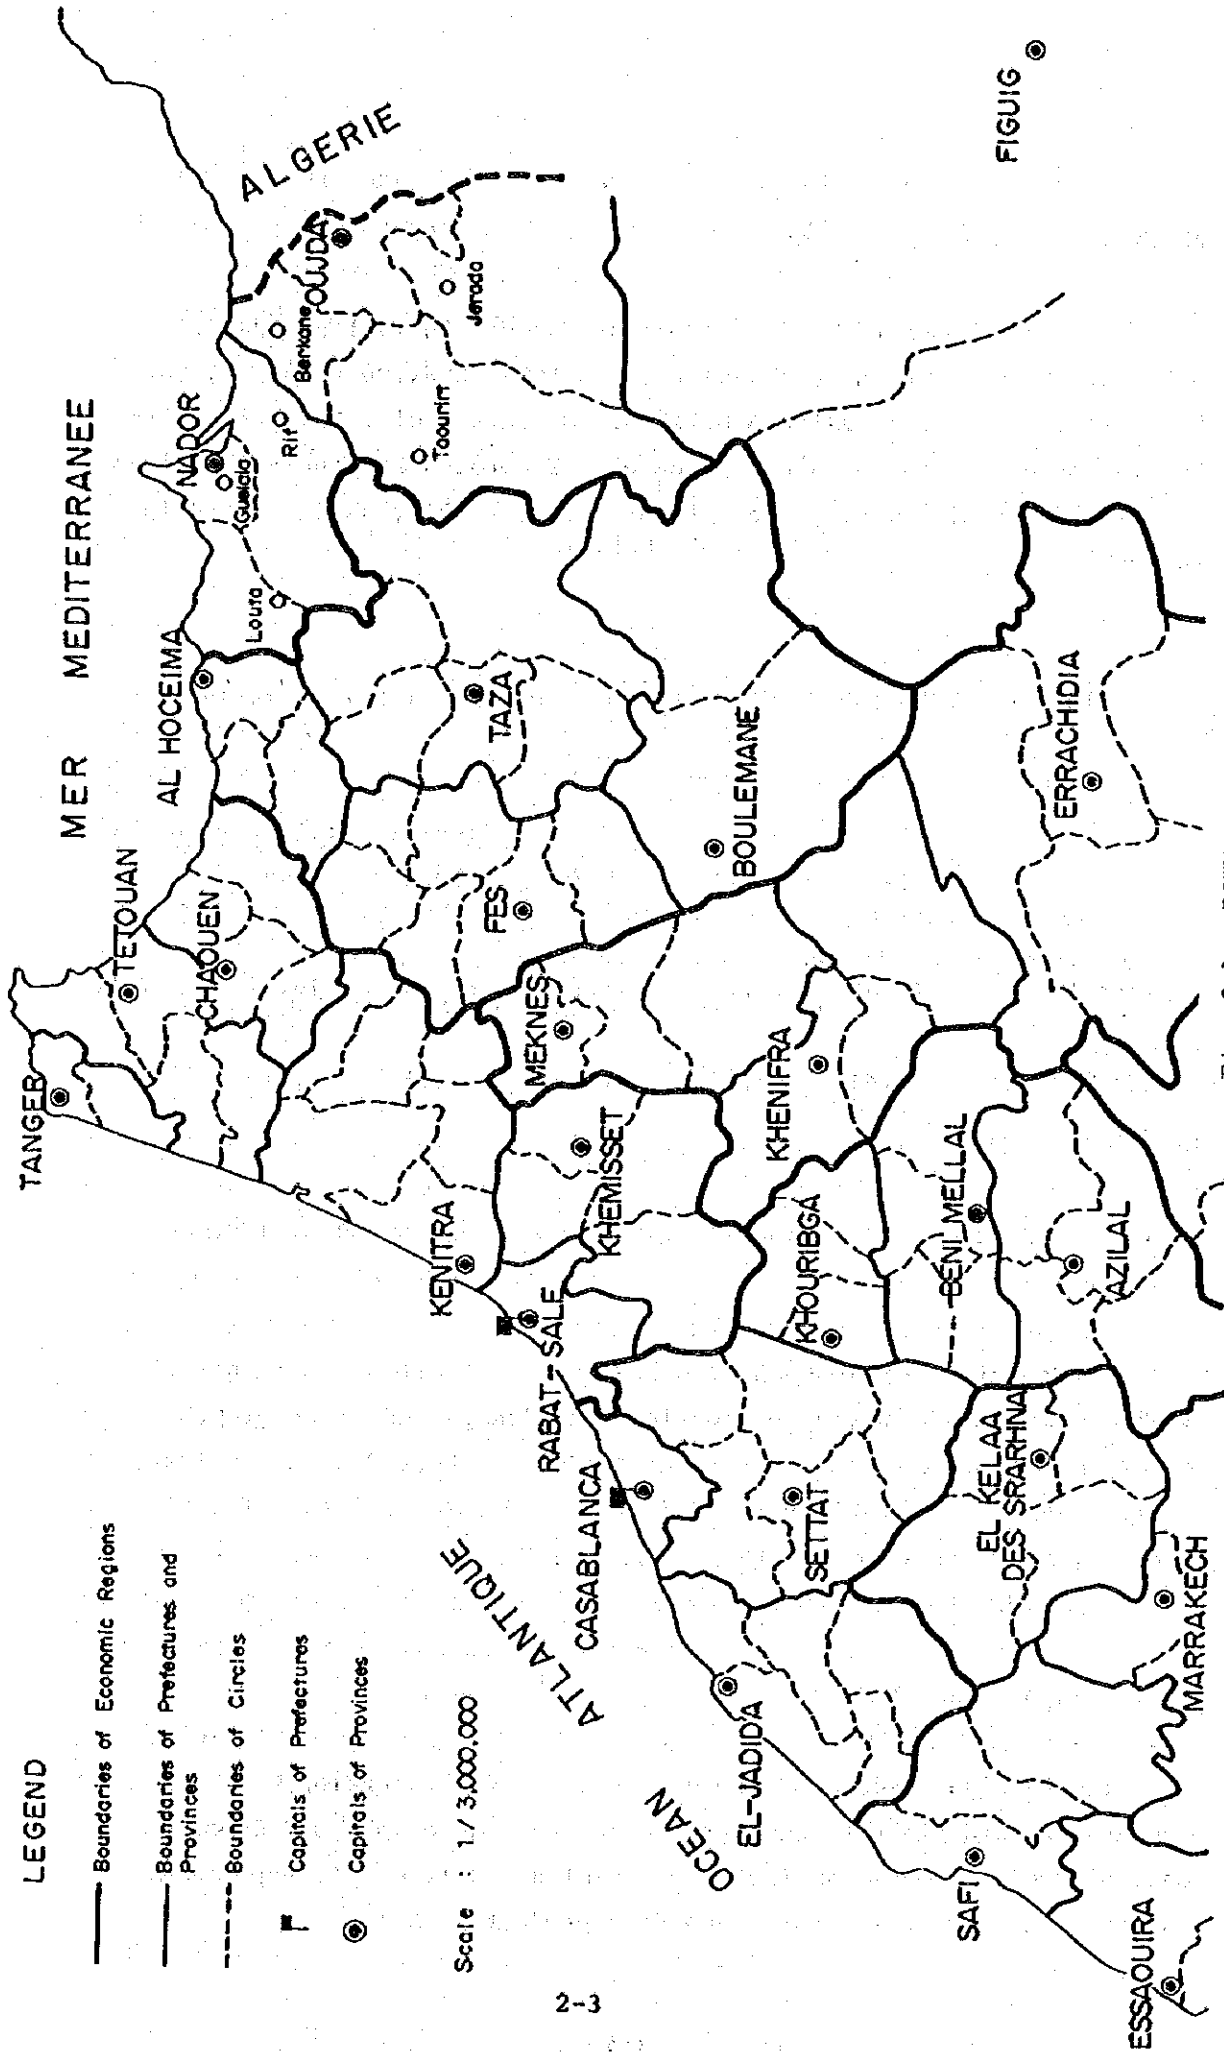 LEGEND
Boundaries of Economic Regions
Boundaries of Prefectures and
Provinces
Boundaries of Circles
Capitals of Prefectures
Capitals of Provinces
Scale : 1 / 3,000,000
MER MEDITERRANEE
OCEAN
ATLANTIQUE
ALGERIE
TANGER
TETOUAN
CHAOUEN
AL HOCEIMA
NADOR
Guelaia
Louta
Rif
Berkane
OUJDA
Taourirt
Jerada
FIGUIG
TAZA
FES
BOULEMANE
MEKNES
KENITRA
KHEMISSET
RABAT-SALE
KHENIFRA
ERRACHIDIA
CASABLANCA
KHOURIBGA
BENI MELLAL
AZILAL
SETTAT
EL KELAA
DES SRARHNA
EL-JADIDA
MARRAKECH
SAFI
ESSAOUIRA
2-3